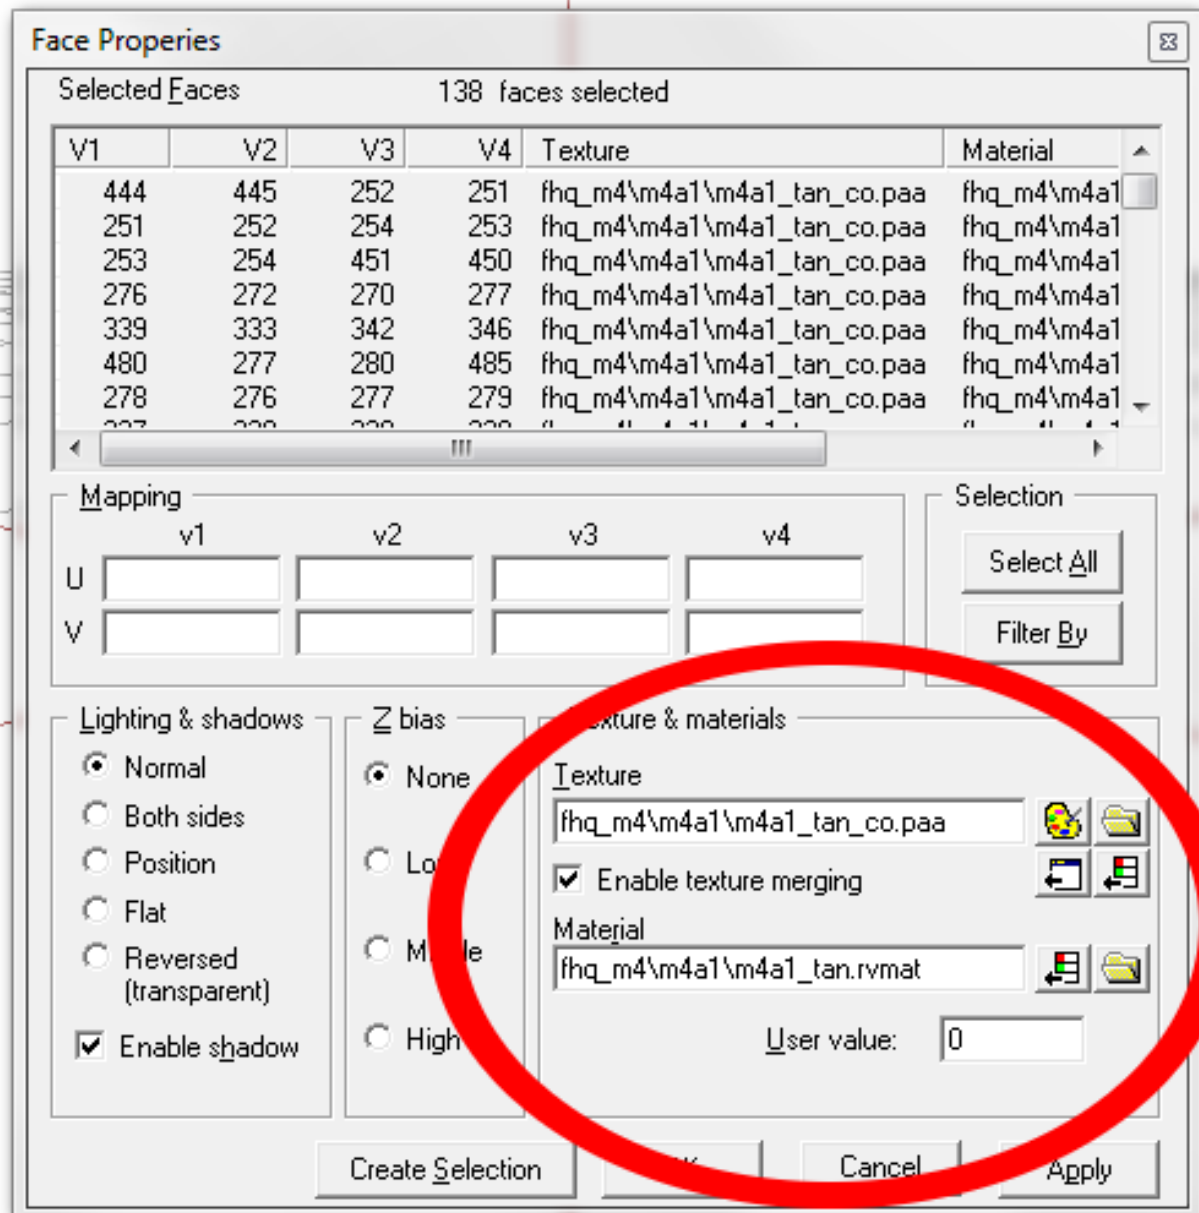 Face Properies
Selected Faces 138 faces selected
V1 V2 V3 V4 Texture Material
444 445 252 251 fhq_m4\m4a1\m4a1_tan_co.paa fhq_m4\m4a1
251 252 254 253 fhq_m4\m4a1\m4a1_tan_co.paa fhq_m4\m4a1
253 254 451 450 fhq_m4\m4a1\m4a1_tan_co.paa fhq_m4\m4a1
276 272 270 277 fhq_m4\m4a1\m4a1_tan_co.paa fhq_m4\m4a1
339 333 342 346 fhq_m4\m4a1\m4a1_tan_co.paa fhq_m4\m4a1
480 277 280 485 fhq_m4\m4a1\m4a1_tan_co.paa fhq_m4\m4a1
278 276 277 279 fhq_m4\m4a1\m4a1_tan_co.paa fhq_m4\m4a1
Mapping
v1 v2 v3 v4
U
V
Selection
Select All
Filter By
Lighting & shadows
Normal
Both sides
Position
Flat
Reversed
(transparent)
Enable shadow
Z bias
None
High
& materials
Texture
fhq_m4\m4a1\m4a1_tan_co.paa
Enable texture merging
Material
fhq_m4\m4a1\m4a1_tan.rvmat
User value: 0
Create Selection Cancel Apply